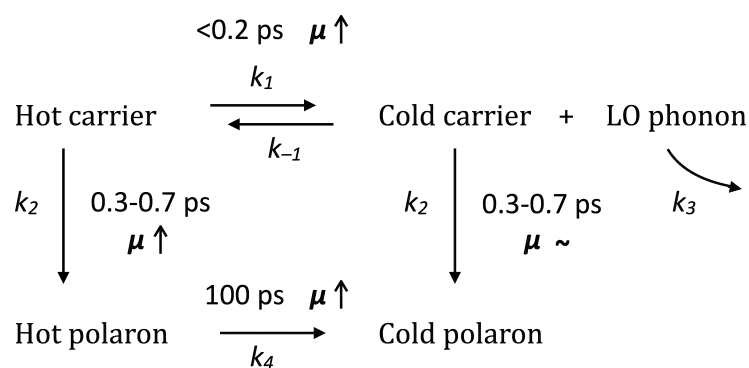 <0.2 ps μ ↑
k1
Hot carrier Cold carrier + LO phonon
k–1
k2 0.3-0.7 ps k2 0.3-0.7 ps k3
μ ↑ μ ~
100 ps μ ↑
Hot polaron Cold polaron
k4